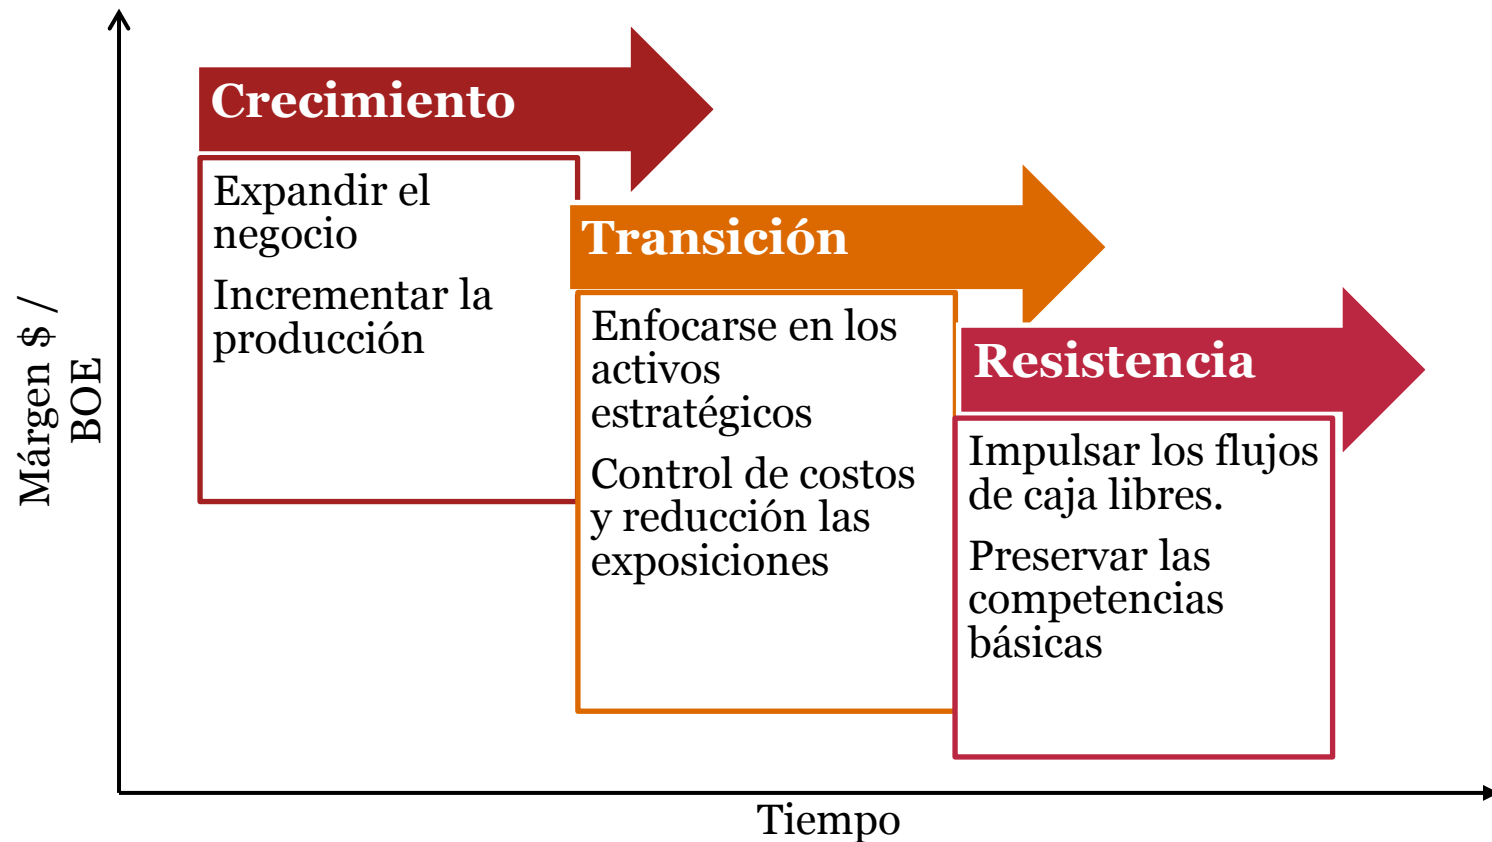 Crecimiento
Expandir el
negocio
Incrementar la
producción
Transición
Enfocarse en los
activos
estratégicos
Control de costos
y reducción las
exposiciones
Resistencia
Impulsar los flujos
de caja libres.
Preservar las
competencias
básicas
Márgen $ /
BOE
Tiempo